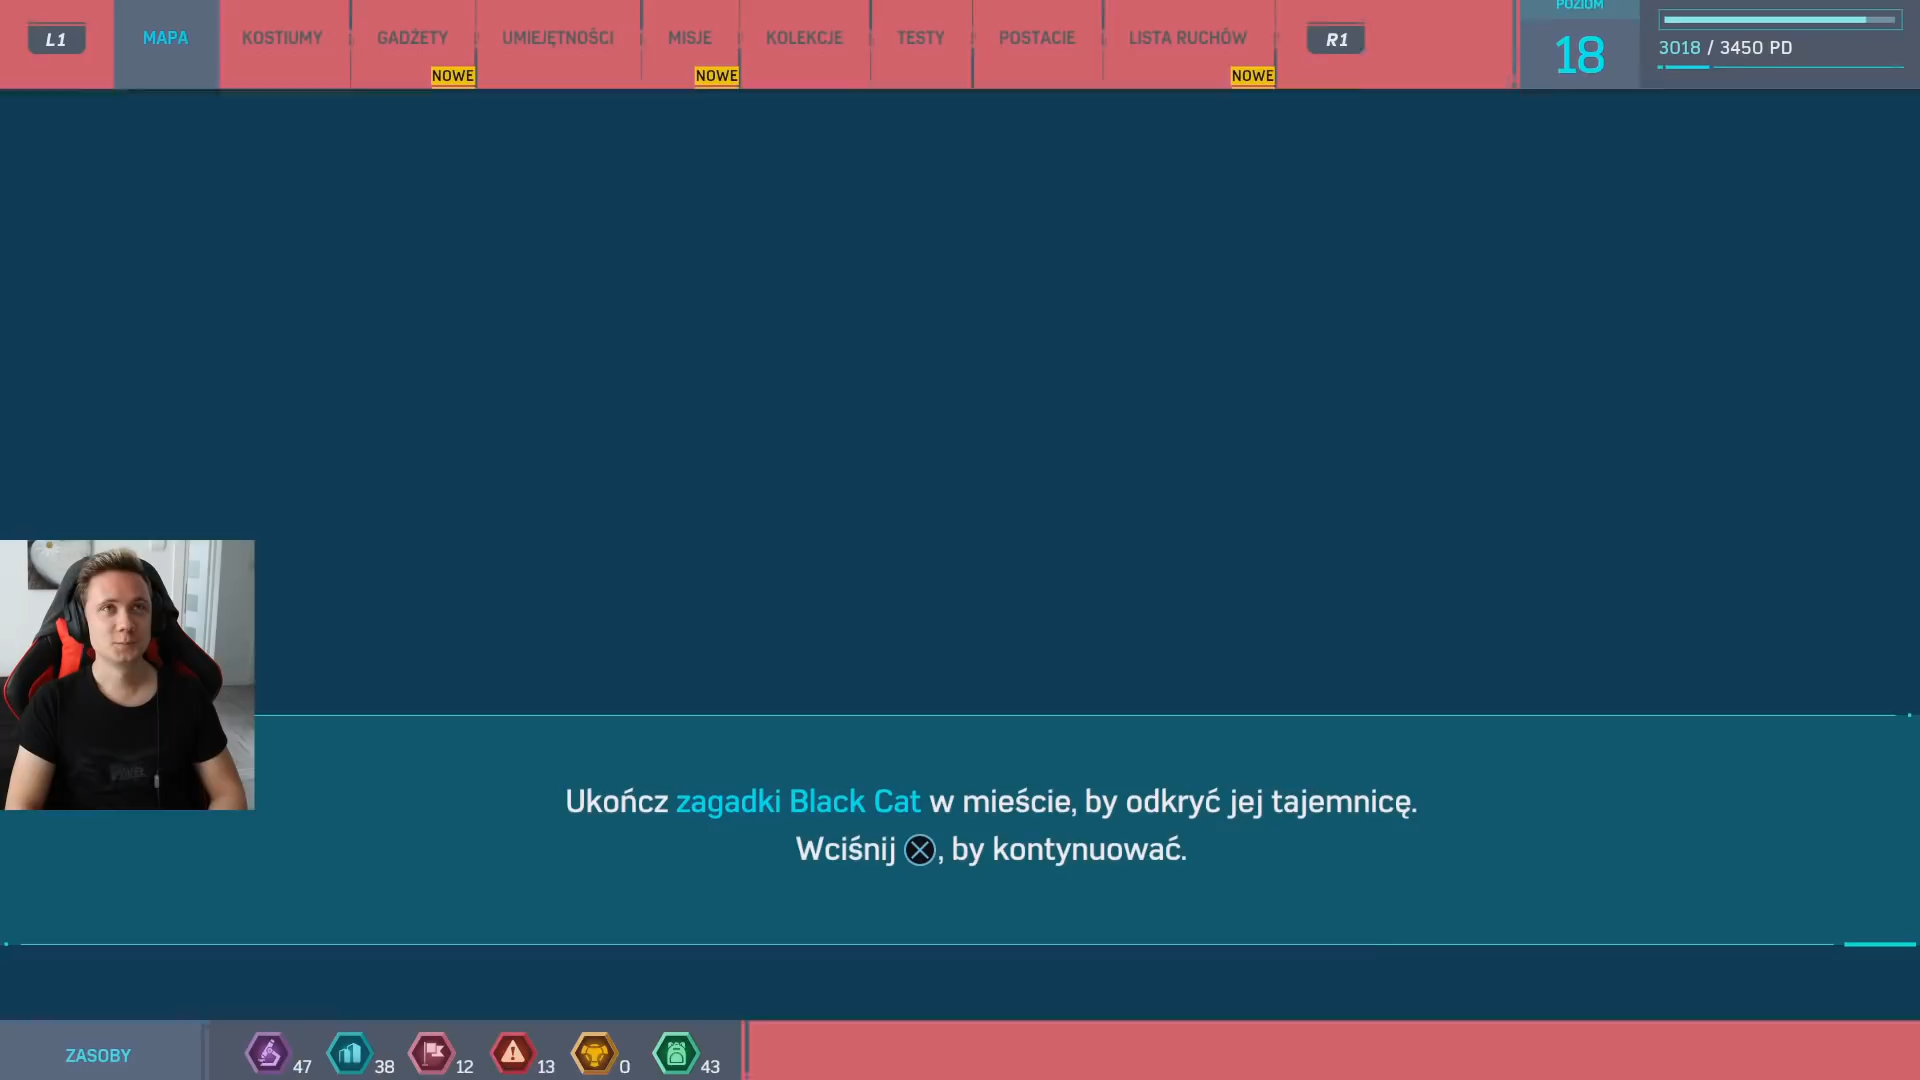 L1
MAPA
KOSTIUMY
GADŻETY
UMIEJĘTNOŚCI
MISJE
KOLEKCJE
TESTY
POSTACIE
LISTA RUCHÓW
R1
NOWE
NOWE
NOWE
POZIOM
18
3018 / 3450 PD
Ukończ zagadki Black Cat w mieście, by odkryć jej tajemnicę.
Wciśnij , by kontynuować.
ZASOBY
47
38
12
13
0
43